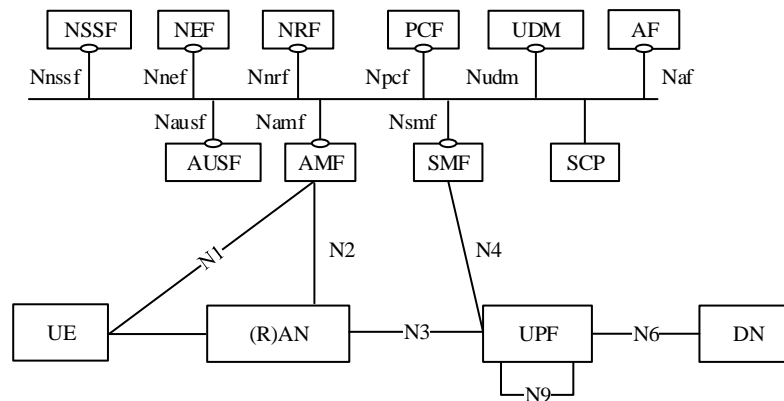 NSSF NEF NRF PCF UDM AF
Nnssf Nnef Nnrf Npcf Nudm Naf
Nausf Namf Nsmf
AUSF AMF SMF SCP
N1 N2 N4
UE (R)AN N3 UPF N6 DN
N9